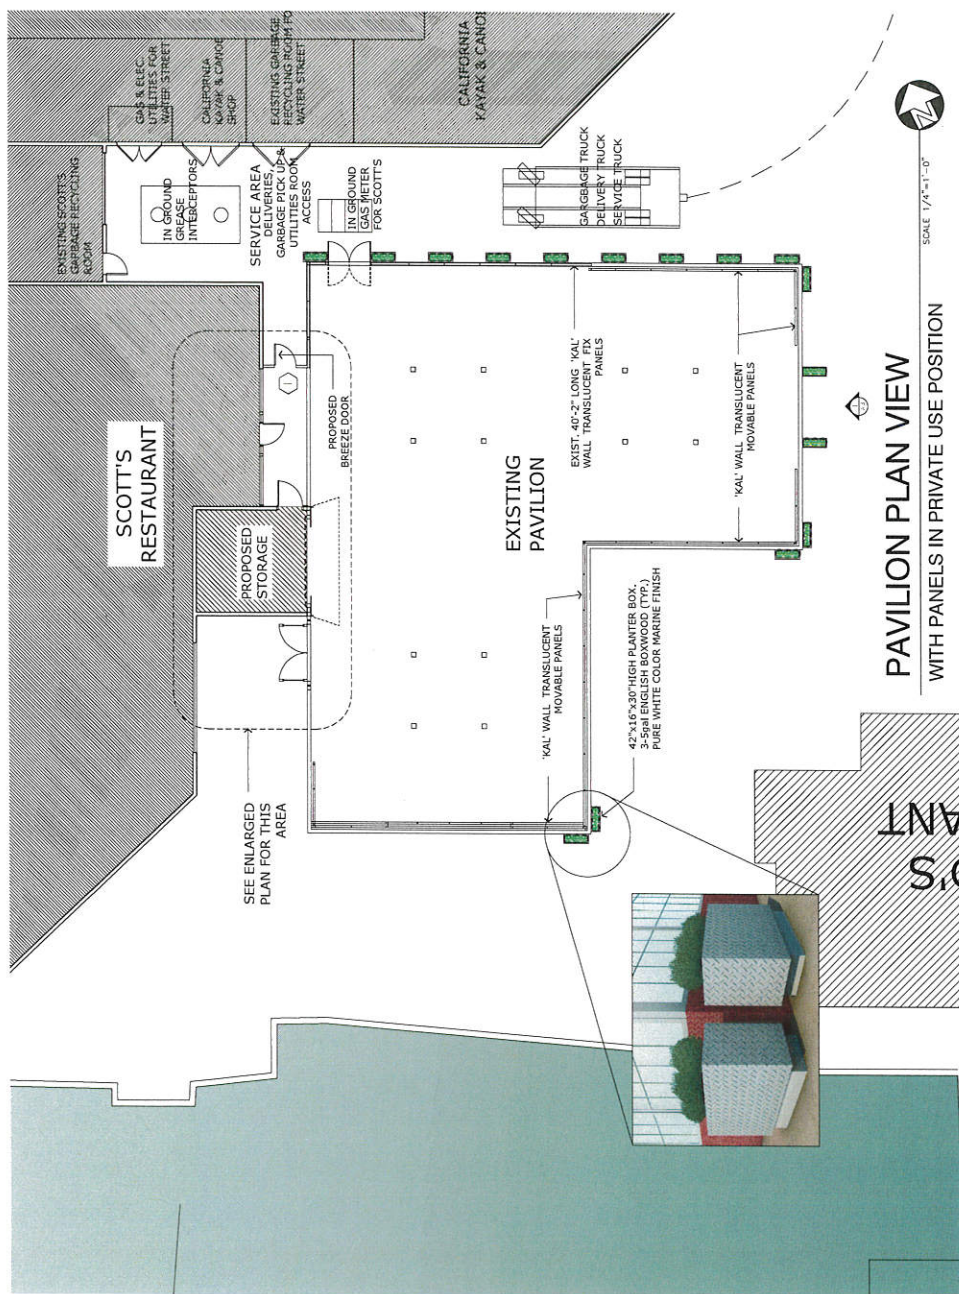 GAS & ELEC.
UTILITIES FOR
WATER STREET
CALIFORNIA
KAYAK & CANOE
SHOP
EXISTING GARBAGE
RECYCLING ROOM FO
WATER STREET
CALIFORNIA
KAYAK & CANOE
EXISTING SCOTT'S
GARBAGE RECYCLING
ROOM
IN GROUND
GREASE
INTERCEPTORS
SERVICE AREA
DELIVERIES,
GARBAGE PICK UP &
UTILITIES ROOM
ACCESS
IN GROUND
GAS METER
FOR SCOTT'S
GARGBAGE TRUCK
DELIVERY TRUCK
SERVICE TRUCK
SCOTT'S
RESTAURANT
PROPOSED
BREEZE DOOR
1
PROPOSED
STORAGE
EXISTING
PAVILION
EXIST. 40'-2" LONG 'KAL'
WALL TRANSLUCENT FIX
PANELS
'KAL' WALL TRANSLUCENT
MOVABLE PANELS
'KAL' WALL TRANSLUCENT
MOVABLE PANELS
42"x16"x30"HIGH PLANTER BOX.
3-5gal ENGLISH BOXWOOD (TYP.)
PURE WHITE COLOR MARINE FINISH
SEE ENLARGED
PLAN FOR THIS
AREA
PAVILION PLAN VIEW
WITH PANELS IN PRIVATE USE POSITION
SCALE 1/4"=1'-0"
N
'S
ANT